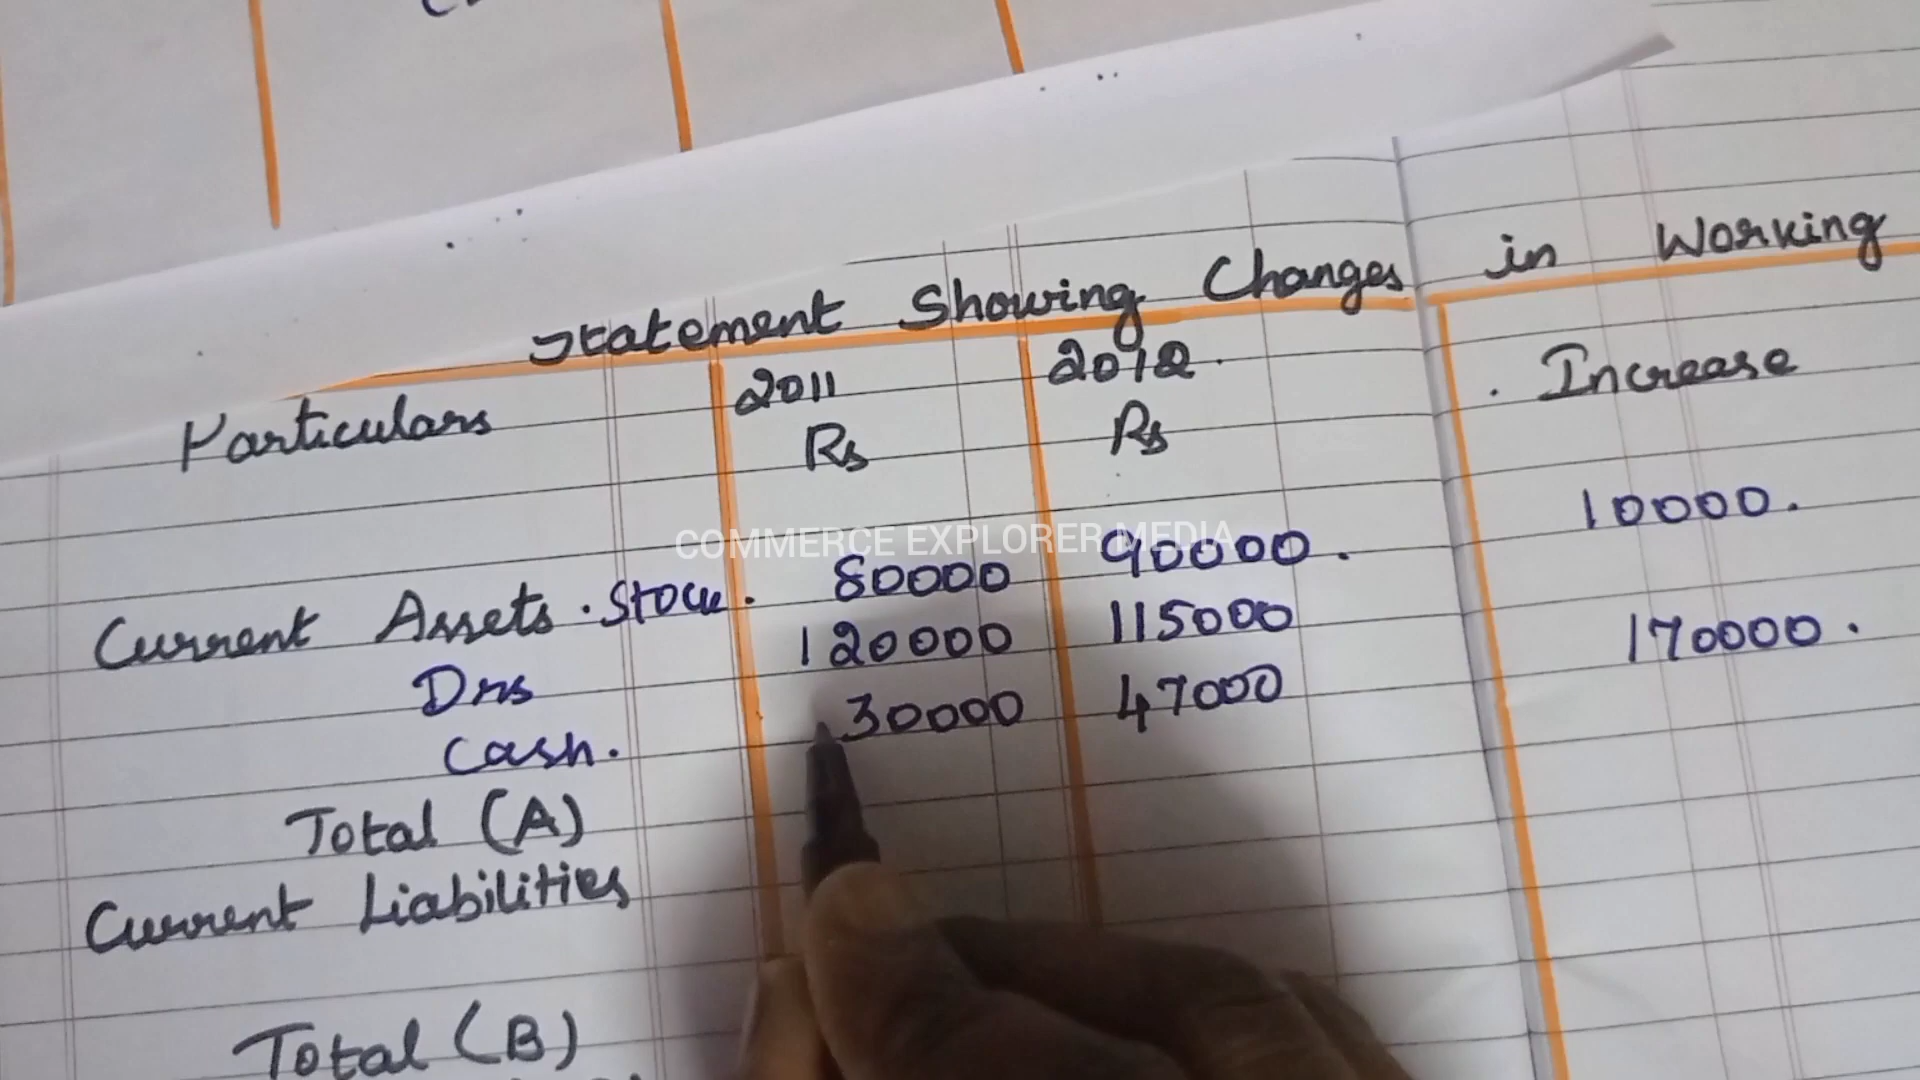 Statement Showing Changes in Working
Particulars 2011 2012. . Increase
Rs Rs
10000.
Current Assets . Stock . 80000 90000 .
Drs 120000 115000
Cash. 30000 47000 170000 .
Total (A)
Current Liabilities
Total (B)
COMMERCE EXPLORER MEDIA